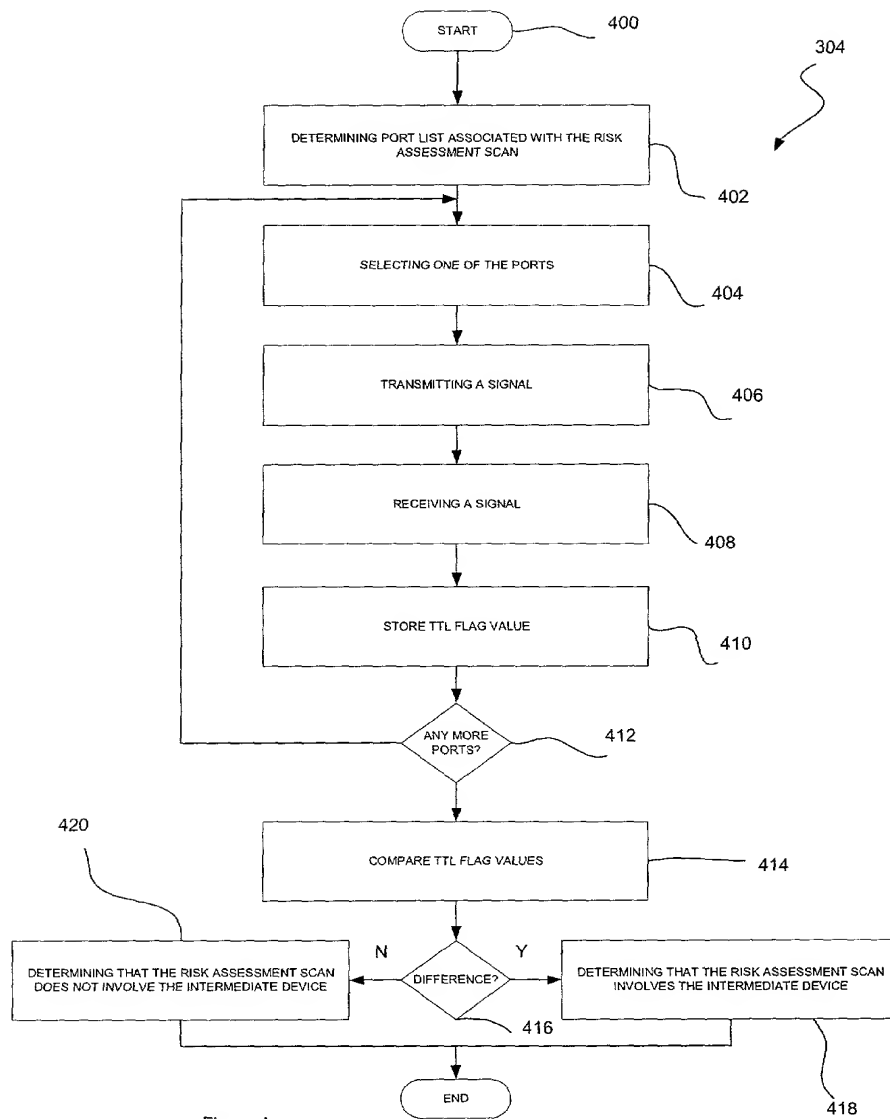 START
400
304
DETERMINING PORT LIST ASSOCIATED WITH THE RISK
ASSESSMENT SCAN
402
SELECTING ONE OF THE PORTS
404
TRANSMITTING A SIGNAL
406
RECEIVING A SIGNAL
408
STORE TTL FLAG VALUE
410
ANY MORE
PORTS?
412
COMPARE TTL FLAG VALUES
414
420
N
Y
DETERMINING THAT THE RISK ASSESSMENT SCAN
DOES NOT INVOLVE THE INTERMEDIATE DEVICE
DIFFERENCE?
DETERMINING THAT THE RISK ASSESSMENT SCAN
INVOLVES THE INTERMEDIATE DEVICE
416
418
END